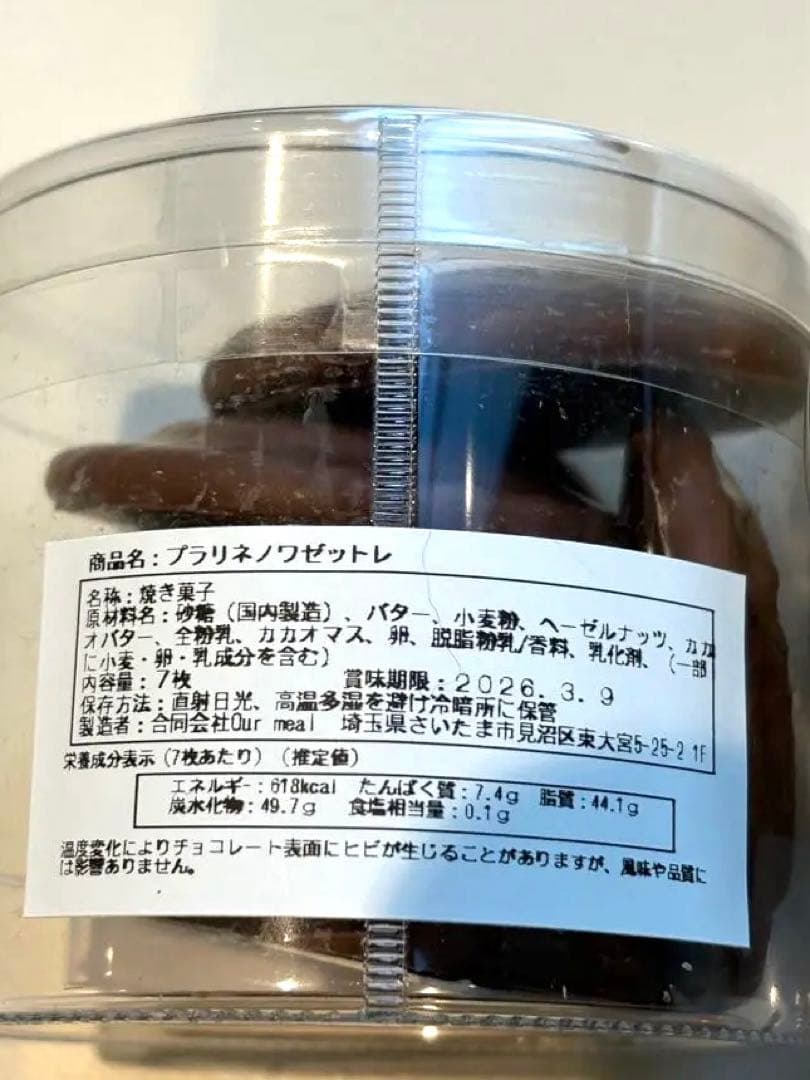 商品名：プラリネノワゼットレ
名称：焼き菓子
原材料名：砂糖（国内製造）、バター、小麦粉、ヘーゼルナッツ、カカ
オバター、全粉乳、カカオマス、卵、脱脂粉乳/香料、乳化剤、（一部
に小麦・卵・乳成分を含む）
内容量：7枚 賞味期限：2026.3.9
保存方法：直射日光、高温多湿を避け冷暗所に保管
製造者：合同会社Our meal 埼玉県さいたま市見沼区東大宮5-25-2 1F
栄養成分表示（7枚あたり）（推定値）
エネルギー：618kcal たんぱく質：7.4g 脂質：44.1g
炭水化物：49.7g 食塩相当量：0.1g
温度変化によりチョコレート表面にヒビが生じることがありますが、風味や品質に
は影響ありません。